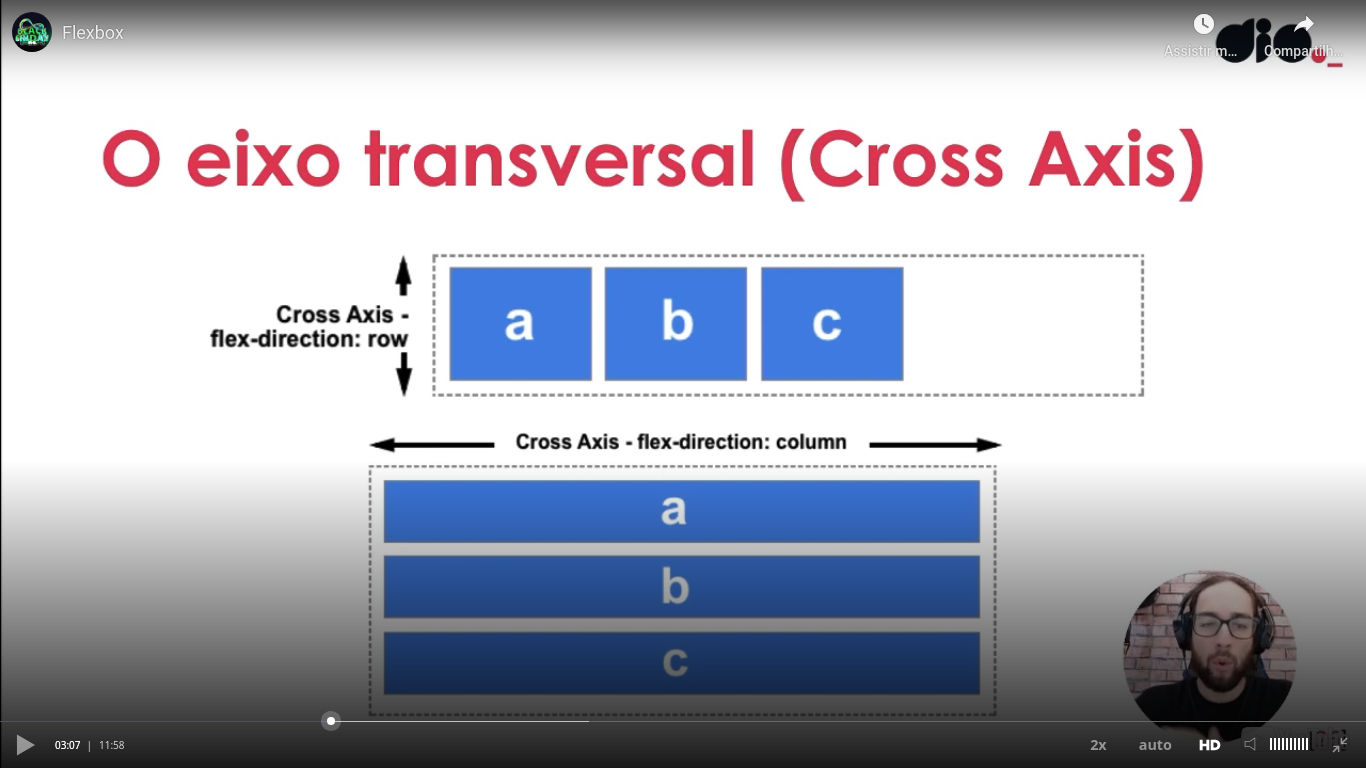 Flexbox
Assistir m...
Compartilh...
dio._
O eixo transversal (Cross Axis)
a b c
Cross Axis -
flex-direction: row
Cross Axis - flex-direction: column
a
b
c
03:07 | 11:58
2x auto HD